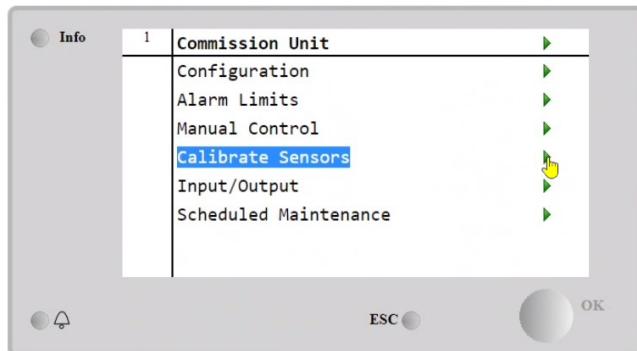 Info
1
Commission Unit
Configuration
Alarm Limits
Manual Control
Calibrate Sensors
Input/Output
Scheduled Maintenance
ESC
OK